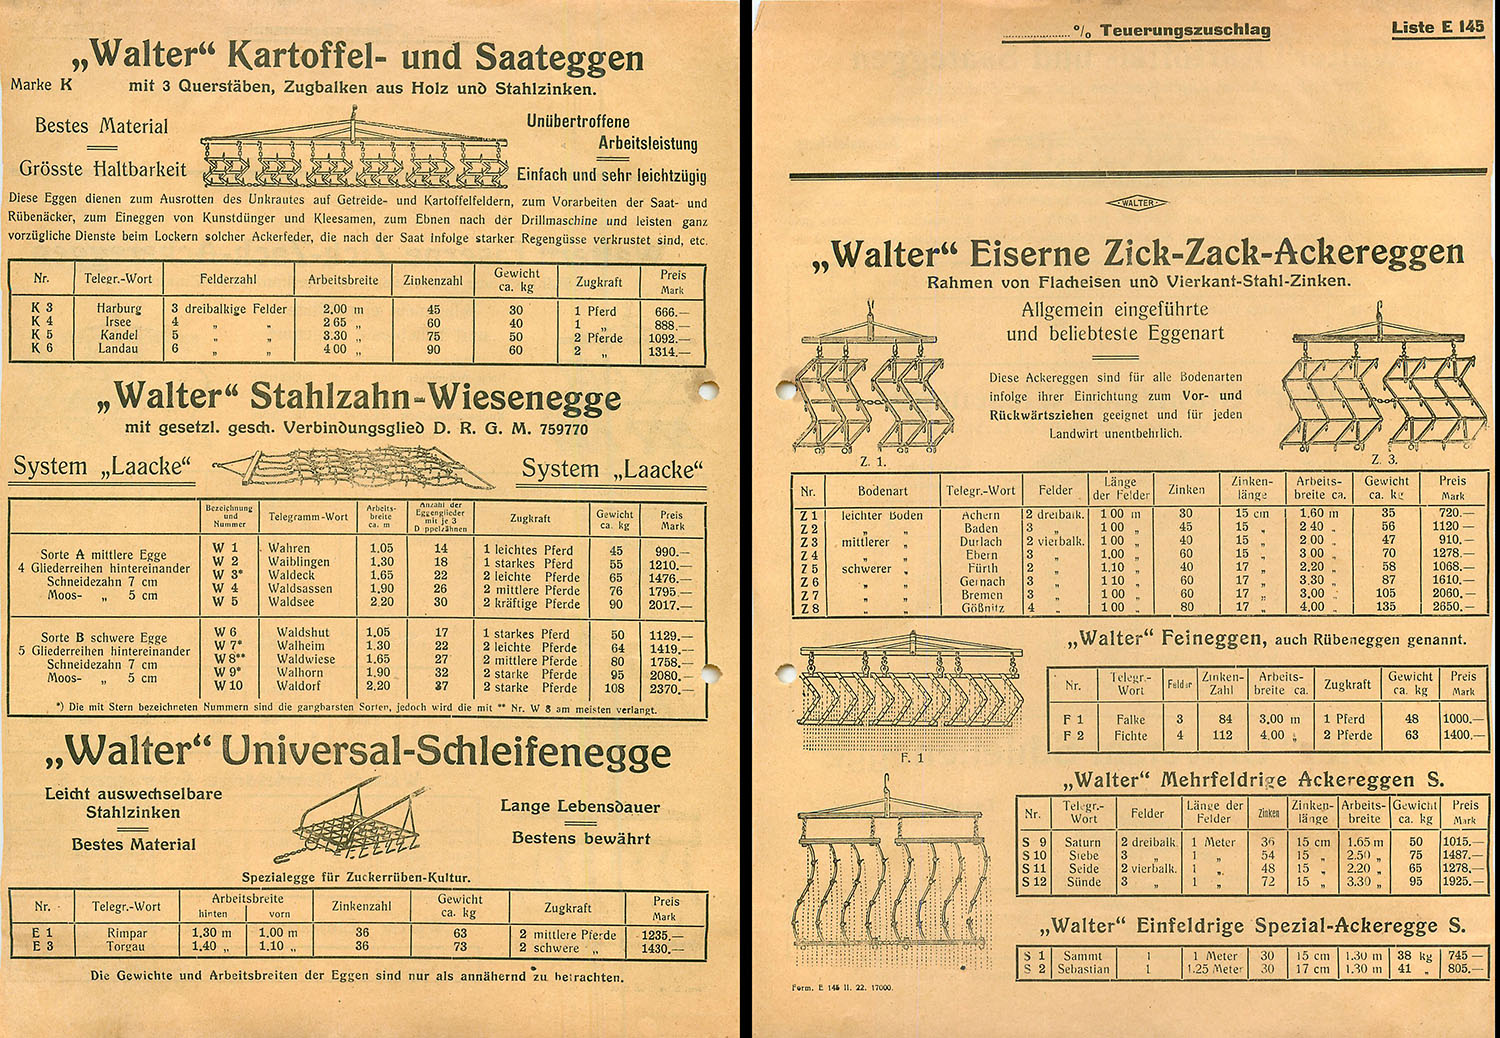 „Walter“ Kartoffel- und Saateggen
Marke K mit 3 Querstäben, Zugbalken aus Holz und Stahlzinken.
Bestes Material
Grösste Haltbarkeit
Unübertroffene
Arbeitsleistung
Einfach und sehr leichtzügig
Diese Eggen dienen zum Ausrotten des Unkrautes auf Getreide- und Kartoffelfeldern, zum Vorarbeiten der Saat- und
Rübenäcker, zum Eineggen von Kunstdünger und Kleesamen, zum Ebnen nach der Drillmaschine und leisten ganz
vorzügliche Dienste beim Lockern solcher Ackerfeder, die nach der Saat infolge starker Regengüsse verkrustet sind, etc.
Nr. Telegr.-Wort Felderzahl Arbeitsbreite Zinkenzahl Gewicht ca. kg Zugkraft Preis Mark
K 3 Harburg 3 dreibalkige Felder 2.00 m 45 30 1 Pferd 666.—
K 4 Irsee 4 „ „ 2 65 „ 60 40 1 „ 888.—
K 5 Kandel 5 „ „ 3.30 „ 75 50 2 Pferde 1092.—
K 6 Landau 6 „ „ 4 00 „ 90 60 2 „ 1314.—
„Walter“ Stahlzahn-Wiesenegge
mit gesetzl. gesch. Verbindungsglied D. R. G. M. 759770
System „Laacke“ System „Laacke“
Bezeichnung und Nummer Telegramm-Wort Arbeits-breite ca. m Anzahl der Eggenglieder mit je 3 D ppelzähnen Zugkraft Gewicht ca. kg Preis Mark
Sorte A mittlere Egge
4 Gliederreihen hintereinander
Schneidezahn 7 cm
Moos- „ 5 cm
W 1 Wahren 1.05 14 1 leichtes Pferd 45 990.—
W 2 Waiblingen 1,30 18 1 starkes Pferd 55 1210.—
W 3* Waldeck 1.65 22 2 leichte Pferde 65 1476.—
W 4 Waldsassen 1,90 26 2 mittlere Pferde 76 1795 —
W 5 Waldsee 2.20 30 2 kräftige Pferde 90 2017.—
Sorte B schwere Egge
5 Gliederreihen hintereinander
Schneidezahn 7 cm
Moos- „ 5 cm
W 6 Waldshut 1.05 17 1 starkes Pferd 50 1129.—
W 7* Walheim 1.30 22 2 leichte Pferde 64 1419.—
W 8** Waldwiese 1.65 27 2 mittlere Pferde 80 1758.—
W 9* Walhorn 1.90 32 2 starke Pferde 95 2080.—
W 10 Waldorf 2,20 37 2 starke Pferde 108 2370.—
*) Die mit Stern bezeichneten Nummern sind die gangbarsten Sorten, jedoch wird die mit ** Nr. W 8 am meisten verlangt.
„Walter“ Universal-Schleifenegge
Leicht auswechselbare
Stahlzinken
Bestes Material
Lange Lebensdauer
Bestens bewährt
Spezialegge für Zuckerrüben-Kultur.
Nr. Telegr.-Wort Arbeitsbreite hinten vorn Zinkenzahl Gewicht ca. kg Zugkraft Preis Mark
E 1 Rimpar 1.30 m 1.00 m 36 63 2 mittlere Pferde 1235.—
E 3 Torgau 1.40 „ 1.10 „ 36 73 2 schwere „ 1430.—
Die Gewichte und Arbeitsbreiten der Eggen sind nur als annähernd zu betrachten.
% Teuerungszuschlag Liste E 145
WALTER
„Walter“ Eiserne Zick-Zack-Ackereggen
Rahmen von Flacheisen und Vierkant-Stahl-Zinken.
Allgemein eingeführte
und beliebteste Eggenart
Diese Ackereggen sind für alle Bodenarten
infolge ihrer Einrichtung zum Vor- und
Rückwärtsziehen geeignet und für jeden
Landwirt unentbehrlich.
Z. 1. Z. 3.
Nr. Bodenart Telegr.-Wort Felder Länge der Felder Zinken Zinken-länge Arbeits-breite ca. Gewicht ca. kg Preis Mark
Z 1 leichter Boden Achern 2 dreibalk. 1 00 m 30 15 cm 1,60 m 35 720.—
Z 2 „ „ Baden 3 „ 1 00 „ 45 15 „ 2 40 „ 56 1120 —
Z 3 mittlerer „ Durlach 2 vierbalk. 1 00 „ 40 15 „ 2 00 „ 47 910.—
Z 4 „ „ Ebern 3 „ 1,00 „ 60 15 „ 3 00 „ 70 1278.—
Z 5 schwerer „ Fürth 2 „ 1,10 „ 40 17 „ 2,20 „ 58 1068.—
Z 6 „ „ Gernach 3 „ 1 10 „ 60 17 „ 3,30 „ 87 1610.—
Z 7 „ „ Bremen 3 „ 1 00 „ 60 17 „ 3,00 „ 105 2060.—
Z 8 „ „ Gößnitz 4 „ 1 00 „ 80 17 „ 4,00 „ 135 2650.—
„Walter“ Feineggen, auch Rübeneggen genannt.
Nr. Telegr.-Wort Felder Zinken-Zahl Arbeits-breite ca. Zugkraft Gewicht ca. kg Preis Mark
F 1 Falke 3 84 3,00 m 1 Pferd 48 1000.—
F 2 Fichte 4 112 4,00 „ 2 Pferde 63 1400.—
F. 1
„Walter“ Mehrfeldrige Ackereggen S.
Nr. Telegr.-Wort Felder Länge der Felder Zinken Zinken-länge Arbeits-breite Gewicht ca. kg Preis Mark
S 9 Saturn 2 dreibalk. 1 Meter 36 15 cm 1.65 m 50 1015.—
S 10 Siebe 3 „ 1 „ 54 15 „ 2.50 „ 75 1487.—
S 11 Seide 2 vierbalk. 1 „ 48 15 „ 2.20 „ 65 1278.—
S 12 Sünde 3 „ 1 „ 72 15 „ 3.30 „ 95 1925.—
„Walter“ Einfeldrige Spezial-Ackeregge S.
S 1 Sammt 1 1 Meter 30 15 cm 1.30 m 38 kg 745 —
S 2 Sebastian 1 1.25 Meter 30 17 cm 1.30 m 41 „ 805.—
Form. E 145 II. 22. 17000.